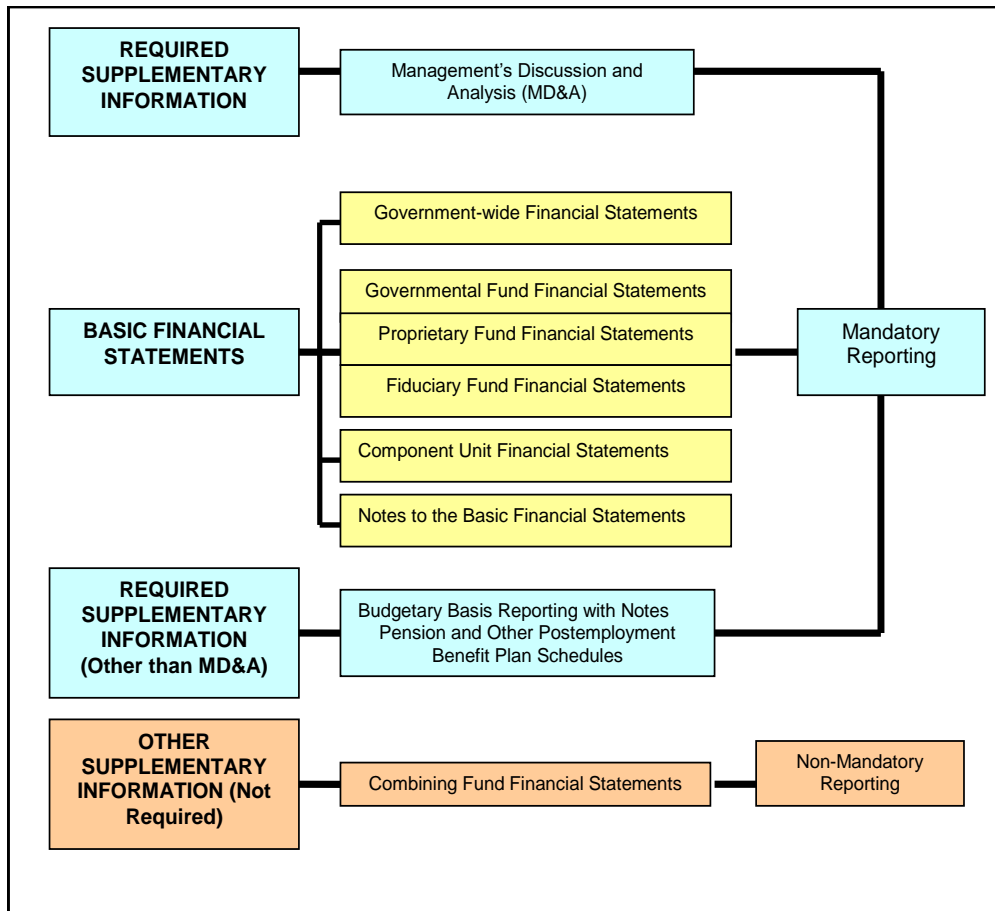 REQUIRED
SUPPLEMENTARY
INFORMATION
Management’s Discussion and
Analysis (MD&A)
Government-wide Financial Statements
Governmental Fund Financial Statements
BASIC FINANCIAL
STATEMENTS
Proprietary Fund Financial Statements
Mandatory
Reporting
Fiduciary Fund Financial Statements
Component Unit Financial Statements
Notes to the Basic Financial Statements
REQUIRED
SUPPLEMENTARY
INFORMATION
(Other than MD&A)
Budgetary Basis Reporting with Notes
Pension and Other Postemployment
Benefit Plan Schedules
OTHER
SUPPLEMENTARY
INFORMATION (Not
Required)
Combining Fund Financial Statements
Non-Mandatory
Reporting